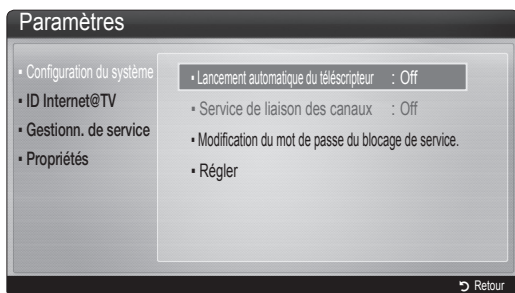 Paramètres
▪ Configuration du système
▪ ID Internet@TV
▪ Gestionn. de service
▪ Propriétés
▪ Lancement automatique du téléscripteur : Off
▪ Service de liaison des canaux : Off
▪ Modification du mot de passe du blocage de service.
▪ Régler
Retour